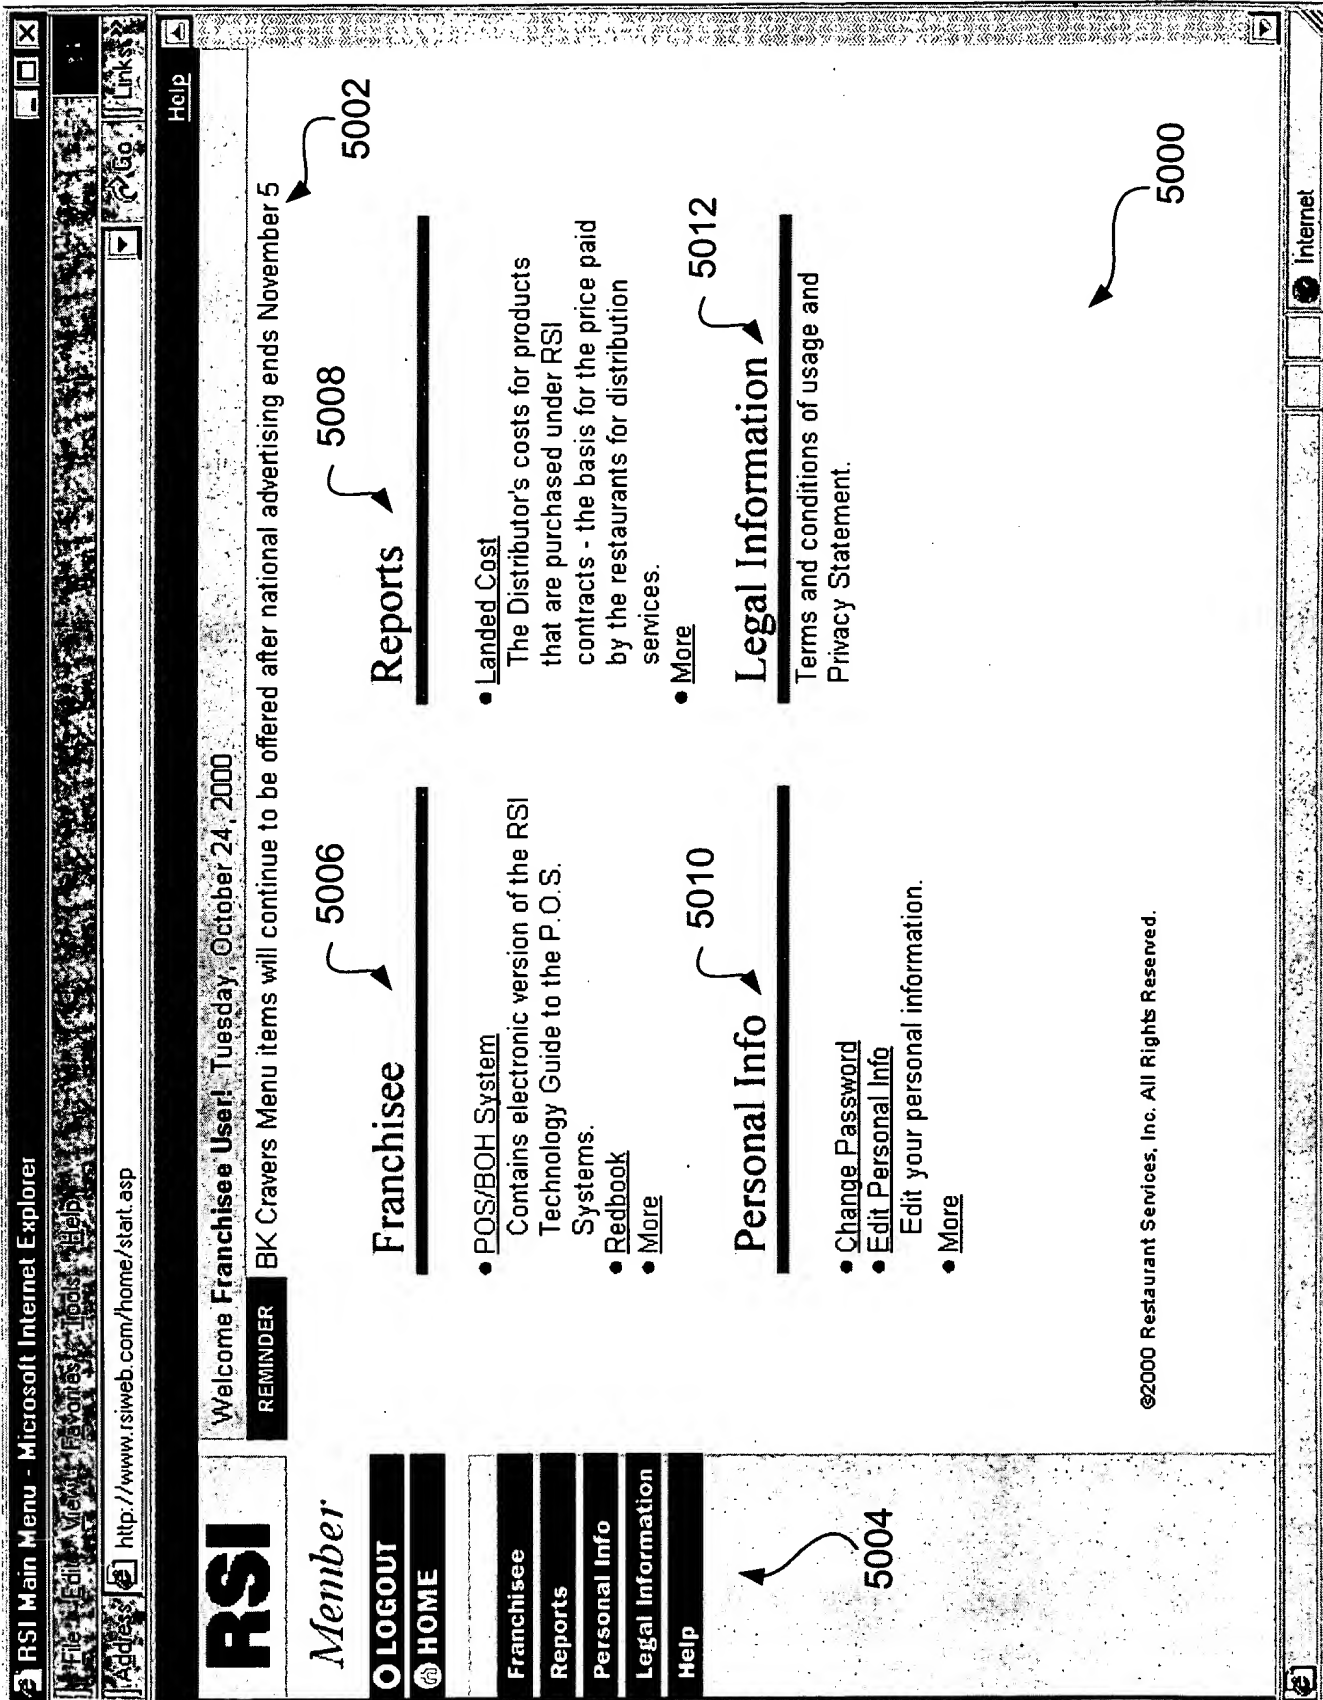 RSI Main Menu - Microsoft Internet Explorer
File Edit View Favorites Tools Help
Address http://www.rsiweb.com/home/start.asp Go Links »
Help
RSI
Welcome Franchisee User! Tuesday, October 24, 2000
REMINDER BK Cravers Menu items will continue to be offered after national advertising ends November 5
5002
Member
LOGOUT
HOME
Franchisee
Reports
Personal Info
Legal Information
Help
5004
Franchisee
5006
• POS/BOH System
Contains electronic version of the RSI
Technology Guide to the P.O.S.
Systems.
• Redbook
• More
Reports
5008
• Landed Cost
The Distributor's costs for products
that are purchased under RSI
contracts - the basis for the price paid
by the restaurants for distribution
services.
• More
Personal Info
5010
• Change Password
• Edit Personal Info
Edit your personal information.
• More
Legal Information
5012
Terms and conditions of usage and
Privacy Statement.
5000
©2000 Restaurant Services, Inc. All Rights Reserved.
Internet